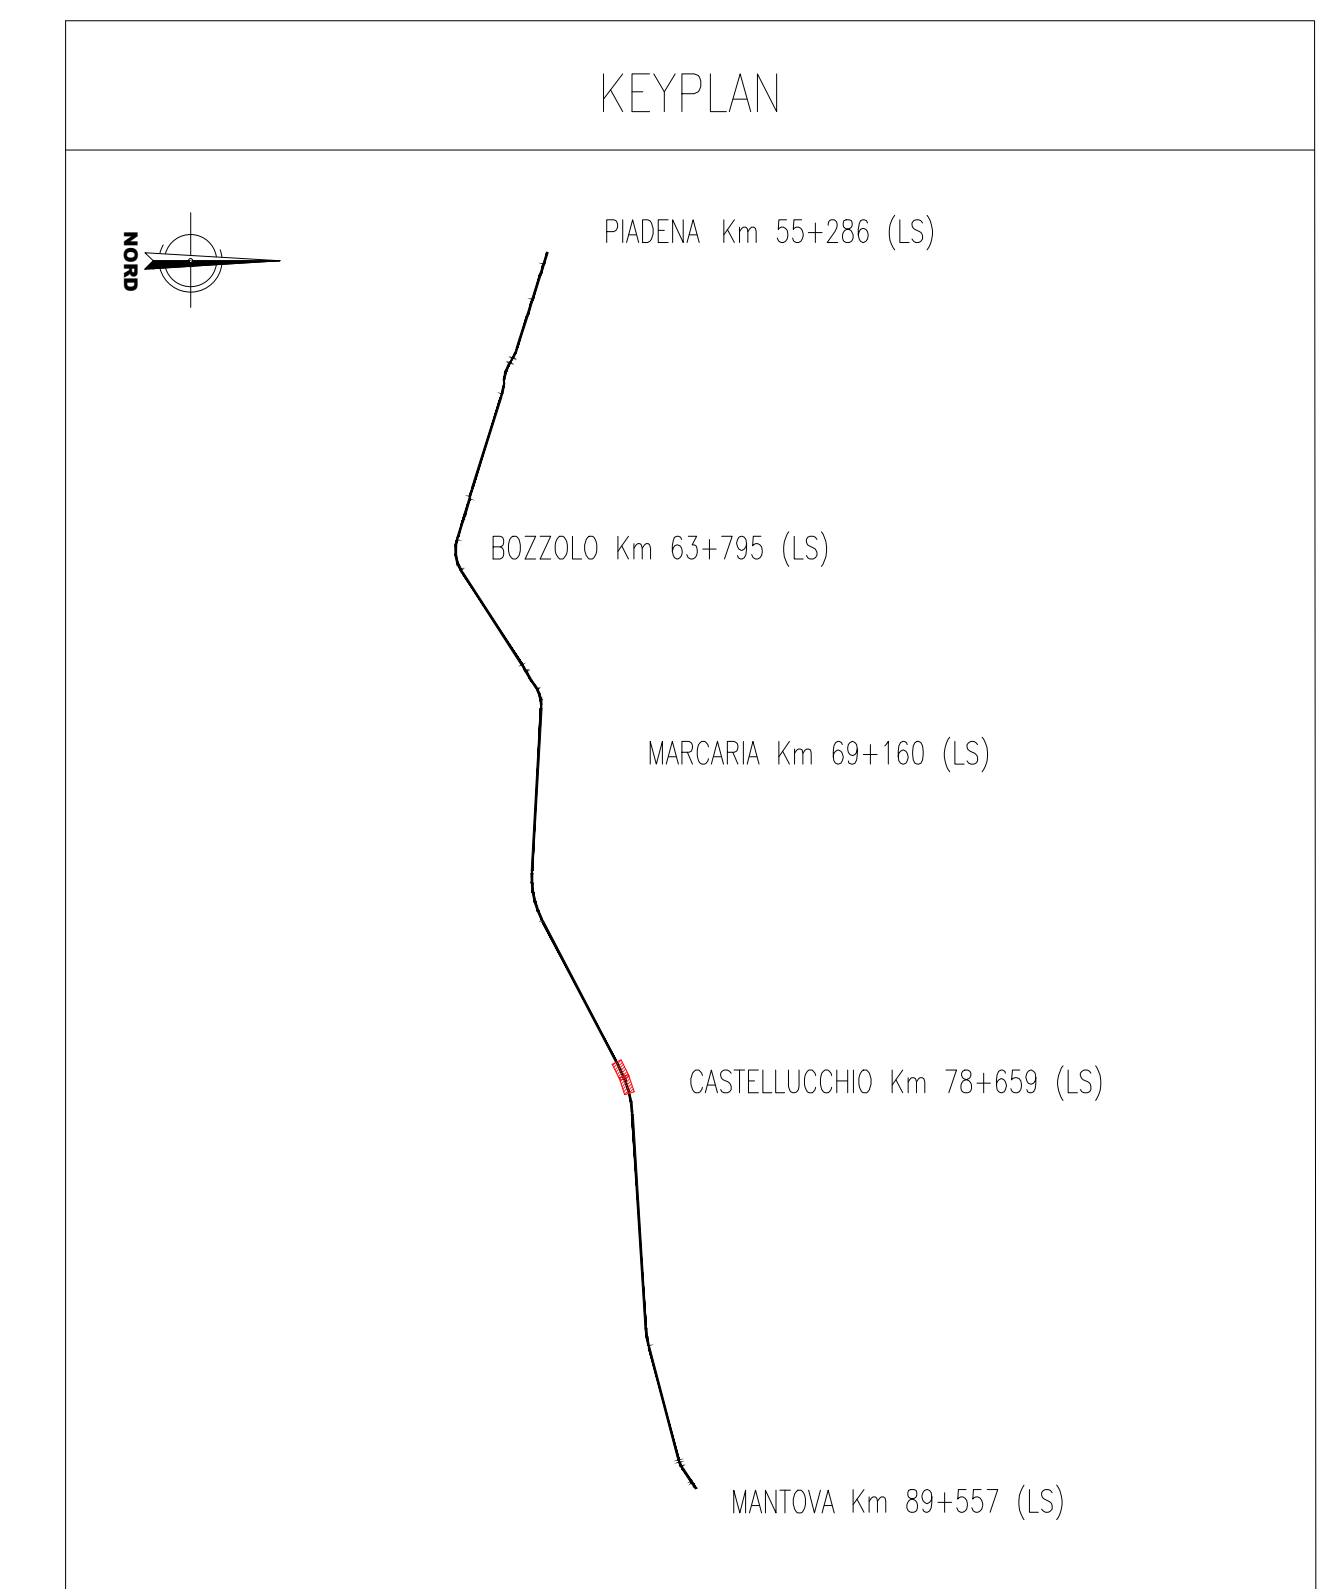 KEYPLAN
NORD
PIADENA Km 55+286 (LS)
BOZZOLO Km 63+795 (LS)
MARCARIA Km 69+160 (LS)
CASTELLUCCHIO Km 78+659 (LS)
MANTOVA Km 89+557 (LS)